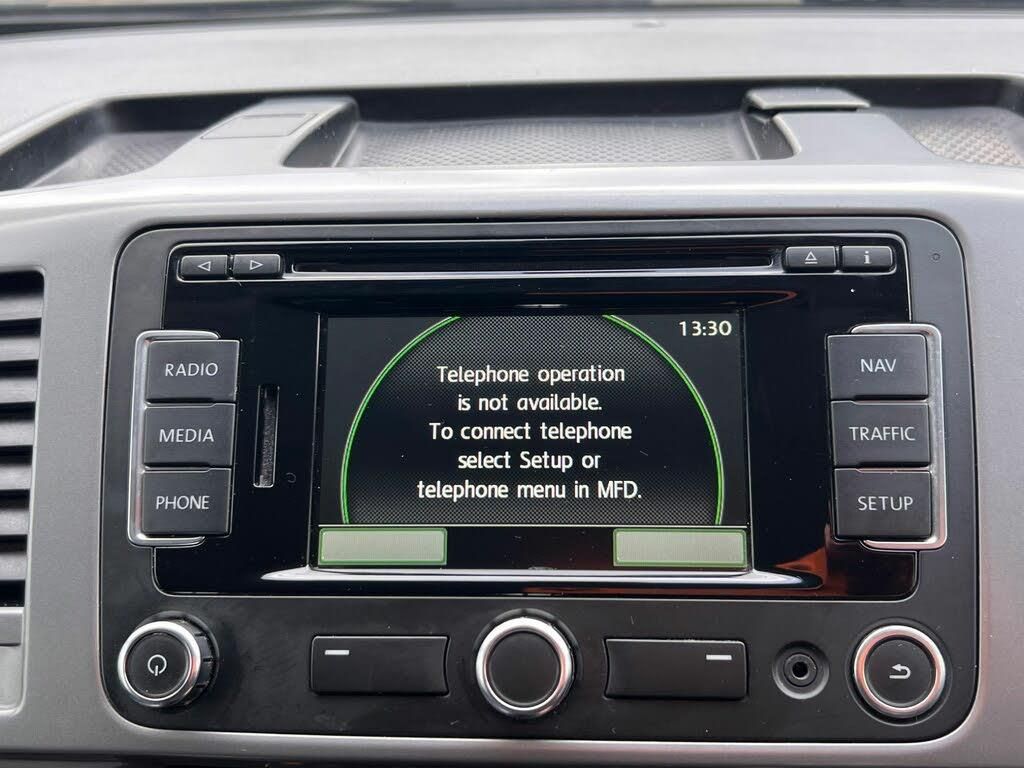 i
13:30
RADIO
MEDIA
PHONE
Telephone operation
is not available.
To connect telephone
select Setup or
telephone menu in MFD.
NAV
TRAFFIC
SETUP